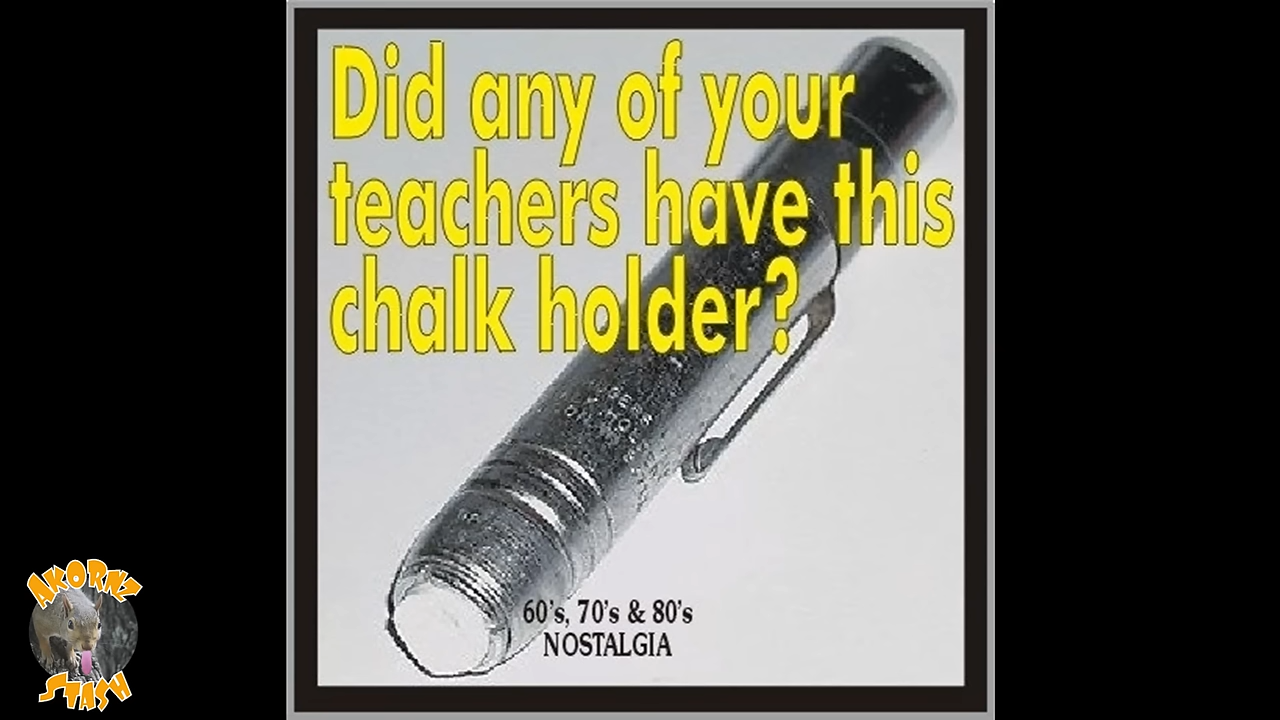 Did any of your
teachers have this
chalk holder?
60's, 70's & 80's
NOSTALGIA
AKORNZ
STASH